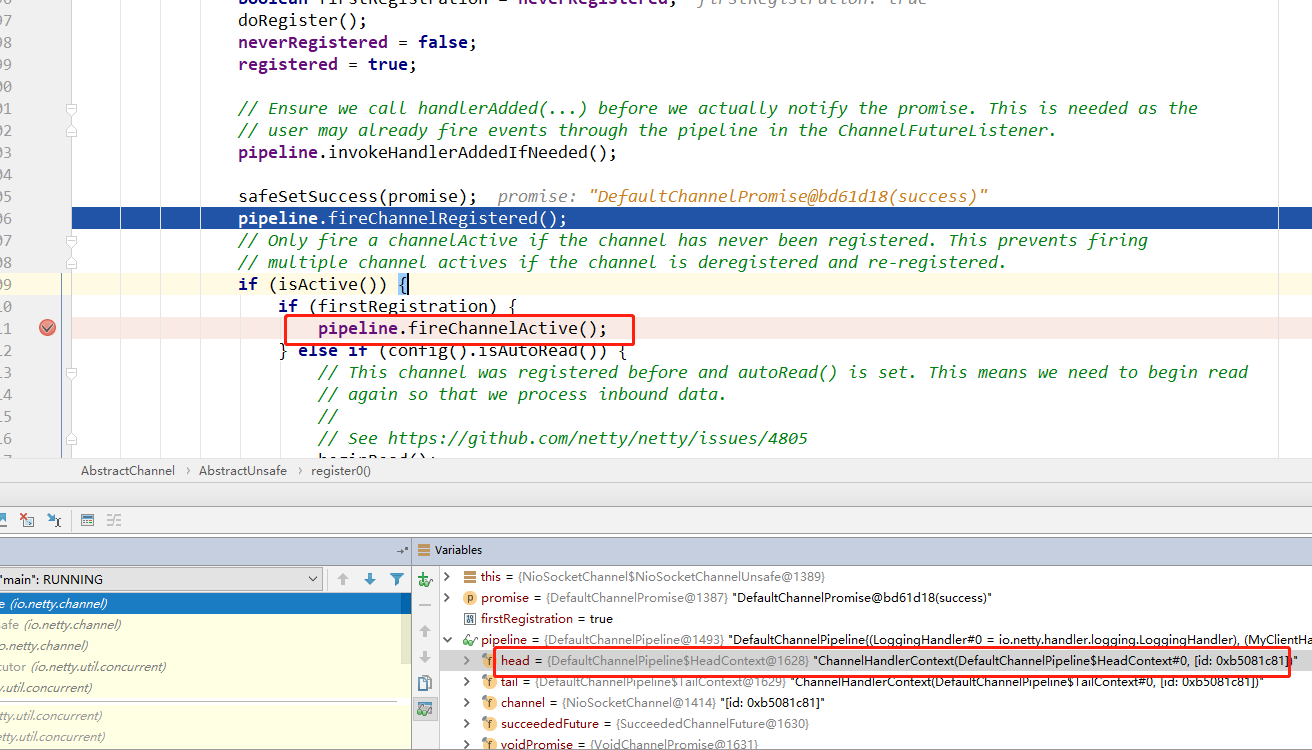 boolean firstRegistration = neverRegistered; firstRegistration: true
97 doRegister();
98 neverRegistered = false;
99 registered = true;
00
01 // Ensure we call handlerAdded(...) before we actually notify the promise. This is needed as the
02 // user may already fire events through the pipeline in the ChannelFutureListener.
03 pipeline.invokeHandlerAddedIfNeeded();
04
05 safeSetSuccess(promise); promise: "DefaultChannelPromise@bd61d18(success)"
06 pipeline.fireChannelRegistered();
07 // Only fire a channelActive if the channel has never been registered. This prevents firing
08 // multiple channel actives if the channel is deregistered and re-registered.
09 if (isActive()) {
10 if (firstRegistration) {
11 pipeline.fireChannelActive();
12 } else if (config().isAutoRead()) {
13 // This channel was registered before and autoRead() is set. This means we need to begin read
14 // again so that we process inbound data.
15 //
16 // See https://github.com/netty/netty/issues/4805
beginRead();
AbstractChannel › AbstractUnsafe › register0()
Variables
"main": RUNNING
e (io.netty.channel)
afe (io.netty.channel)
o.netty.channel)
cutor (io.netty.util.concurrent)
y.util.concurrent)
tty.util.concurrent)
etty.util.concurrent)
this = {NioSocketChannel$NioSocketChannelUnsafe@1389}
promise = {DefaultChannelPromise@1387} "DefaultChannelPromise@bd61d18(success)"
firstRegistration = true
pipeline = {DefaultChannelPipeline@1493} "DefaultChannelPipeline{(LoggingHandler#0 = io.netty.handler.logging.LoggingHandler), (MyClientHa
head = {DefaultChannelPipeline$HeadContext@1628} "ChannelHandlerContext(DefaultChannelPipeline$HeadContext#0, [id: 0xb5081c81])"
tail = {DefaultChannelPipeline$TailContext@1629} "ChannelHandlerContext(DefaultChannelPipeline$TailContext#0, [id: 0xb5081c81])"
channel = {NioSocketChannel@1414} "[id: 0xb5081c81]"
succeededFuture = {SucceededChannelFuture@1630}
voidPromise = {VoidChannelPromise@1631}